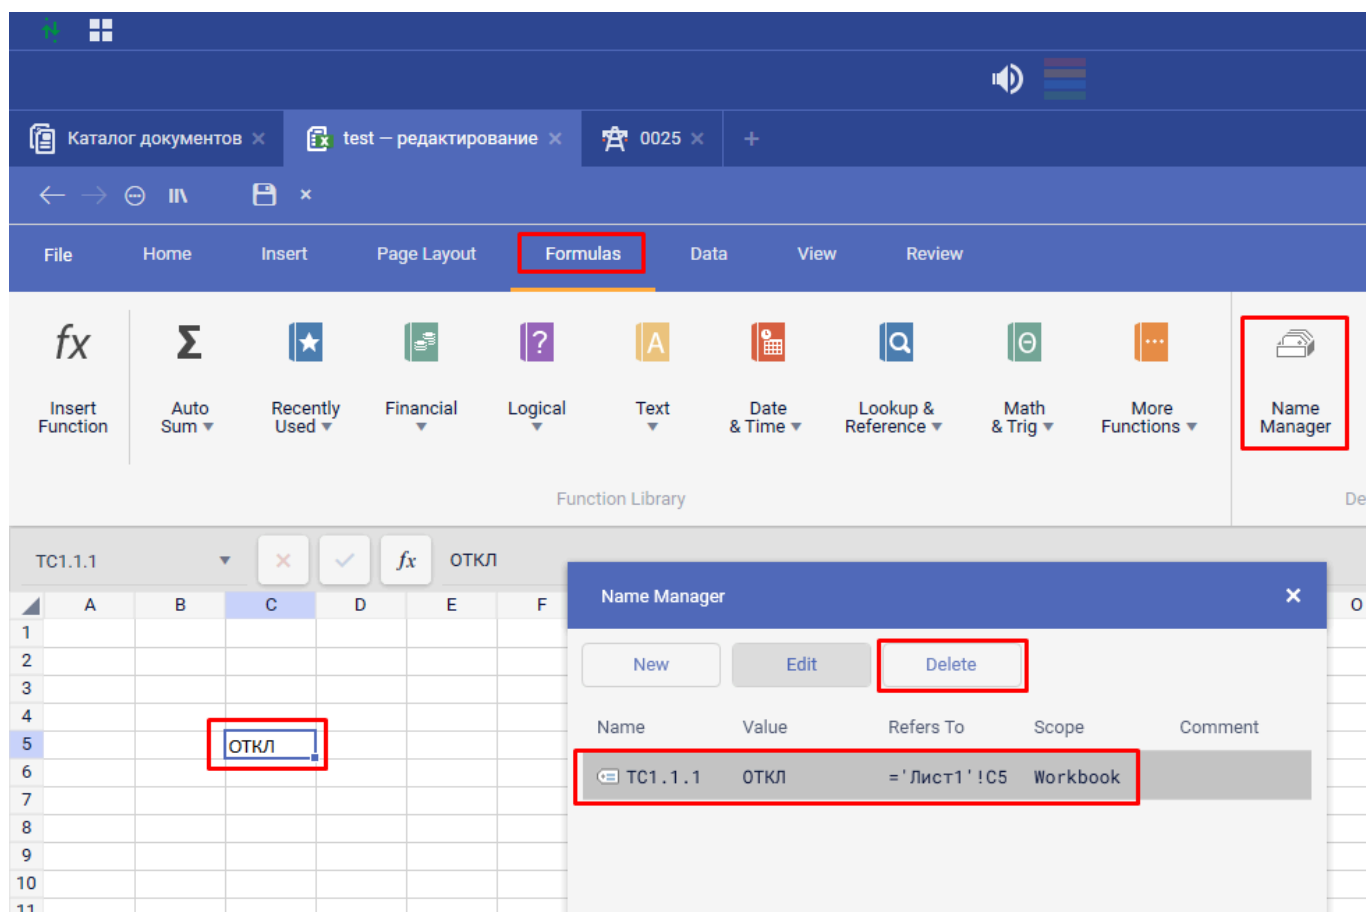 Каталог документов
test — редактирование
0025
File Home Insert Page Layout Formulas Data View Review
fx Σ ? A
Insert Function
Auto Sum
Recently Used
Financial
Logical
Text
Date & Time
Lookup & Reference
Math & Trig
More Functions
Name Manager
Function Library
De
TC1.1.1 fx ОТКЛ
A B C D E F O
Name Manager
1
2
New Edit Delete
3
4
Name Value Refers To Scope Comment
5 ОТКЛ
6
TC1.1.1 ОТКЛ ='Лист1'!C5 Workbook
7
8
9
10
11